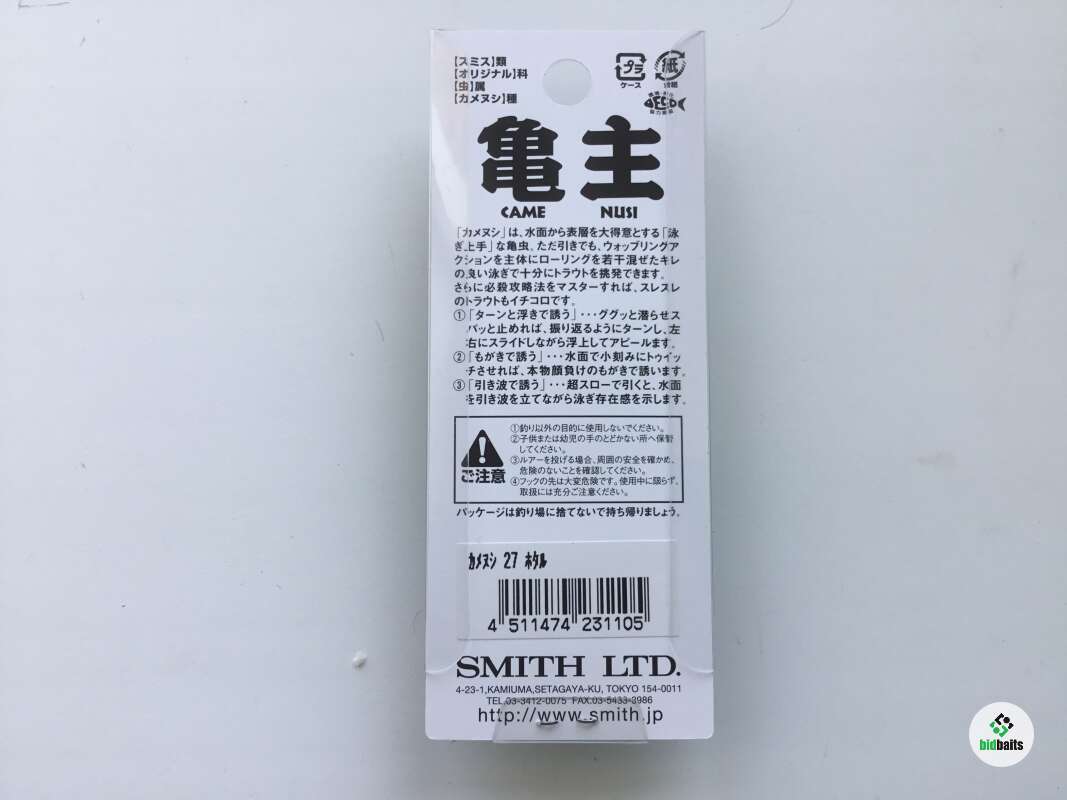 【スミス】類
【オリジナル】科
【虫】属
【カメヌシ】種
プラ
ケース
紙
亀主
CAME NUSI
「カメヌシ」は、水面から表層を大得意とする「泳
ぎ上手」な亀虫。ただ引きでも、ウォッブリングア
クションを主体にローリングを若干混ぜたキレ
の良い泳ぎで十分にトラウトを挑発できます。
さらに必殺攻略法をマスターすれば、スレスレ
のトラウトもイチコロです。
①「ターンと浮きで誘う」･･･ググッと潜らせス
パッと止めれば、振り返るようにターンし、左
右にスライドしながら浮上してアピールます。
②「もがきで誘う」･･･水面で小刻みにトゥイッ
チさせれば、本物顔負けのもがきで誘います。
③「引き波で誘う」･･･超スローで引くと、水面
を引き波を立てながら泳ぎ存在感を示します。
ご注意
①釣り以外の目的に使用しないでください。
②子供または幼児の手のとどかない所へ保管
してください。
③ルアーを投げる場合、周囲の安全を確かめ、
危険のないことを確認してください。
④フックの先は大変危険です。使用中に限らず、
取扱には充分ご注意ください。
パッケージは釣り場に捨てないで持ち帰りましょう。
カメヌシ 27 ホタル
4 511474 231105
SMITH LTD.
4-23-1,KAMIUMA,SETAGAYA-KU, TOKYO 154-0011
TEL.03-3412-0075 FAX.03-5433-3986
http://www.smith.jp
bidbaits